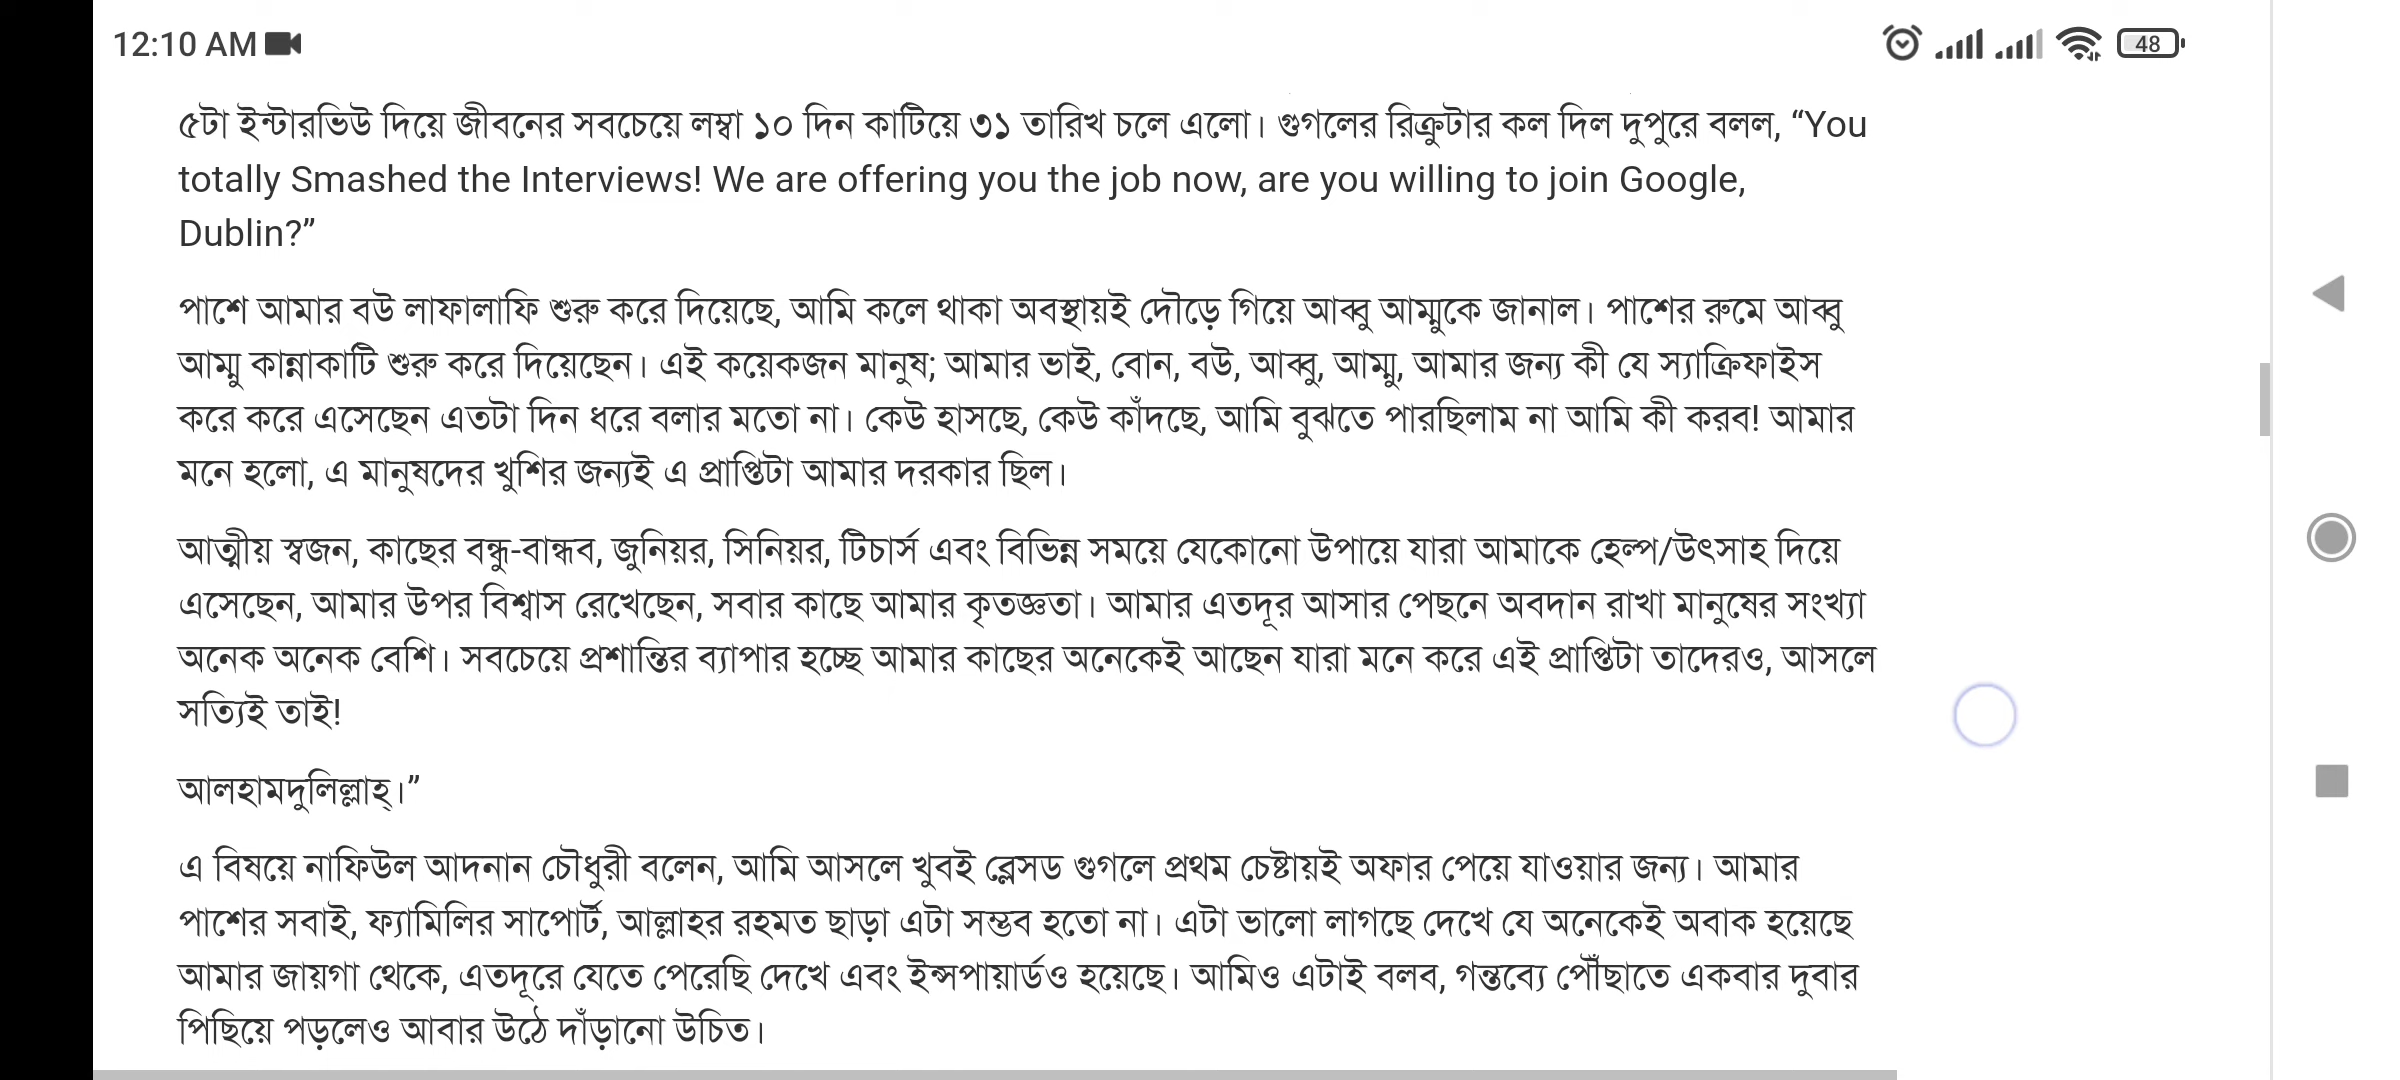 12:10 AM
48
৫টা ইন্টারভিউ দিয়ে জীবনের সবচেয়ে লম্বা ১০ দিন কাটিয়ে ৩১ তারিখ চলে এলো। গুগলের রিক্রুটার কল দিল দুপুরে বলল, “You
totally Smashed the Interviews! We are offering you the job now, are you willing to join Google,
Dublin?”
পাশে আমার বউ লাফালাফি শুরু করে দিয়েছে, আমি কলে থাকা অবস্থায়ই দৌড়ে গিয়ে আব্বু আম্মুকে জানাল। পাশের রুমে আব্বু
আম্মু কান্নাকাটি শুরু করে দিয়েছেন। এই কয়েকজন মানুষ; আমার ভাই, বোন, বউ, আব্বু, আম্মু, আমার জন্য কী যে স্যাক্রিফাইস
করে করে এসেছেন এতটা দিন ধরে বলার মতো না। কেউ হাসছে, কেউ কাঁদছে, আমি বুঝতে পারছিলাম না আমি কী করব! আমার
মনে হলো, এ মানুষদের খুশির জন্যই এ প্রাপ্তিটা আমার দরকার ছিল।
আত্মীয় স্বজন, কাছের বন্ধু-বান্ধব, জুনিয়র, সিনিয়র, টিচার্স এবং বিভিন্ন সময়ে যেকোনো উপায়ে যারা আমাকে হেল্প/উৎসাহ দিয়ে
এসেছেন, আমার উপর বিশ্বাস রেখেছেন, সবার কাছে আমার কৃতজ্ঞতা। আমার এতদূর আসার পেছনে অবদান রাখা মানুষের সংখ্যা
অনেক অনেক বেশি। সবচেয়ে প্রশান্তির ব্যাপার হচ্ছে আমার কাছের অনেকেই আছেন যারা মনে করে এই প্রাপ্তিটা তাদেরও, আসলে
সত্যিই তাই!
আলহামদুলিল্লাহ্।”
এ বিষয়ে নাফিউল আদনান চৌধুরী বলেন, আমি আসলে খুবই ব্লেসড গুগলে প্রথম চেষ্টায়ই অফার পেয়ে যাওয়ার জন্য। আমার
পাশের সবাই, ফ্যামিলির সাপোর্ট, আল্লাহর রহমত ছাড়া এটা সম্ভব হতো না। এটা ভালো লাগছে দেখে যে অনেকেই অবাক হয়েছে
আমার জায়গা থেকে, এতদূরে যেতে পেরেছি দেখে এবং ইন্সপায়ার্ডও হয়েছে। আমিও এটাই বলব, গন্তব্যে পৌঁছাতে একবার দুবার
পিছিয়ে পড়লেও আবার উঠে দাঁড়ানো উচিত।